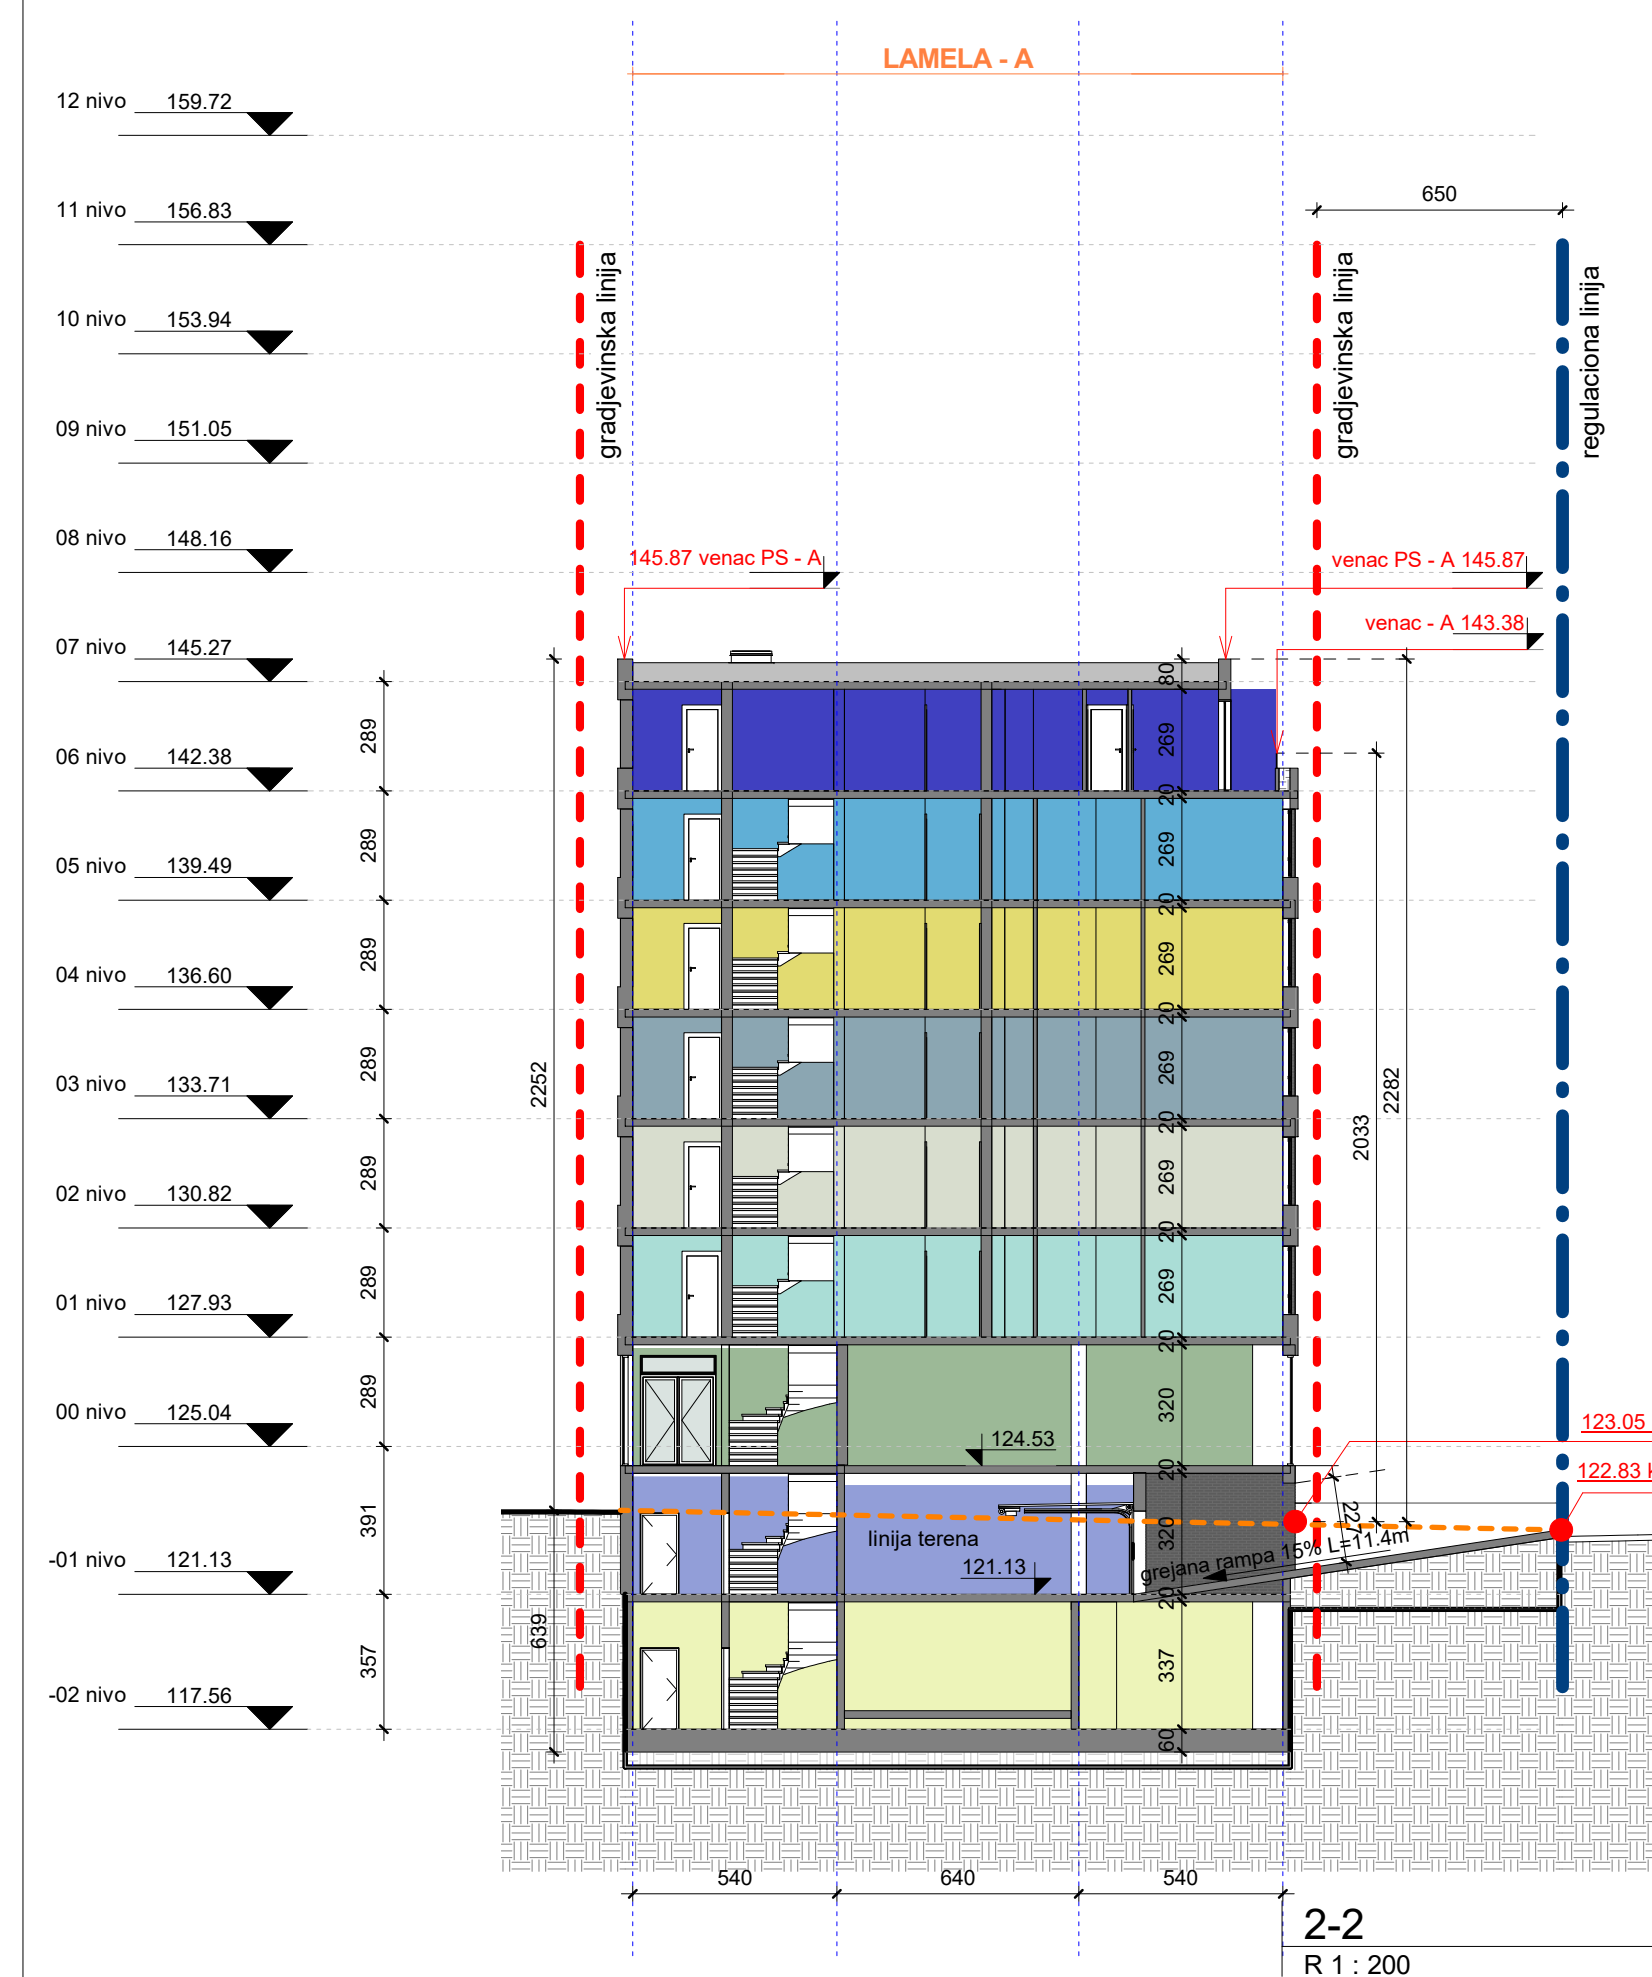 LAMELA - A
12 nivo 159.72
11 nivo 156.83
650
10 nivo 153.94
gradjevinska linija
gradjevinska linija
regulaciona linija
09 nivo 151.05
08 nivo 148.16
145.87 venac PS - A
venac PS - A 145.87
venac - A 143.38
07 nivo 145.27
80
289
269
06 nivo 142.38
20
289
269
05 nivo 139.49
20
289
269
04 nivo 136.60
20
289
269
2252
2282
2033
03 nivo 133.71
20
289
269
02 nivo 130.82
20
289
269
01 nivo 127.93
20
289
320
00 nivo 125.04
124.53
123.05
122.83
20
391
320
227
linija terena
grejana rampa 15% L=11.4m
-01 nivo 121.13
121.13
20
639
357
337
-02 nivo 117.56
60
540 640 540
2-2
R 1 : 200